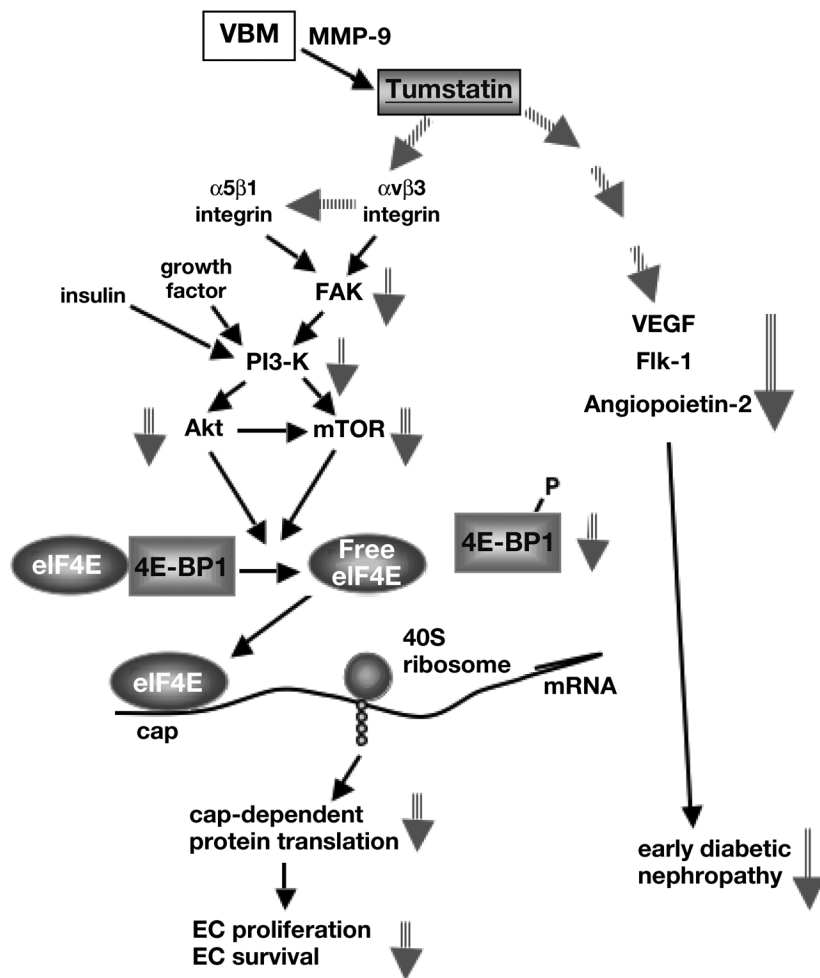 VBM
MMP-9
Tumstatin
α5β1
integrin
αvβ3
integrin
growth
factor
insulin
FAK
PI3-K
VEGF
Flk-1
Angiopoietin-2
Akt
mTOR
P
eIF4E
4E-BP1
Free
eIF4E
4E-BP1
40S
ribosome
eIF4E
mRNA
cap
cap-dependent
protein translation
early diabetic
nephropathy
EC proliferation
EC survival